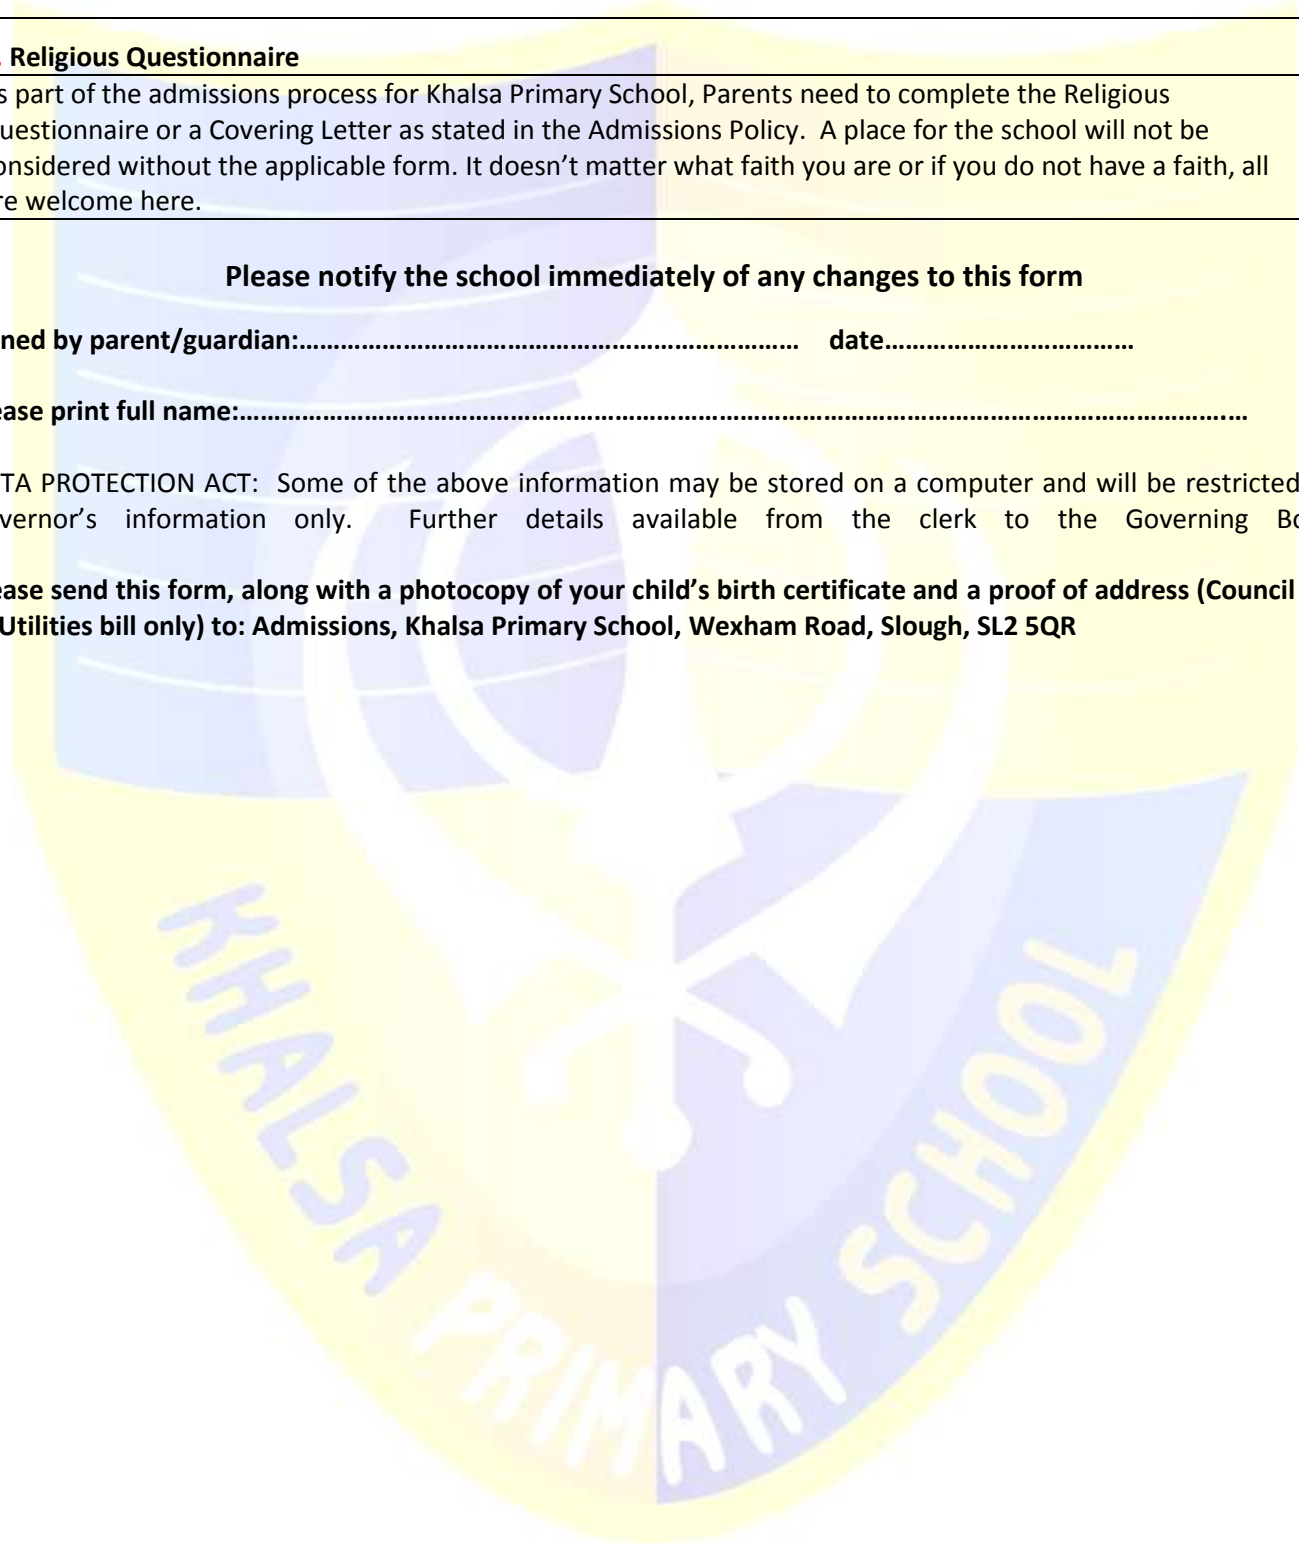 . Religious Questionnaire
s part of the admissions process for Khalsa Primary School, Parents need to complete the Religious
uestionnaire or a Covering Letter as stated in the Admissions Policy.  A place for the school will not be
onsidered without the applicable form. It doesn’t matter what faith you are or if you do not have a faith, all
re welcome here.
Please notify the school immediately of any changes to this form
ned by parent/guardian:……………………………………………………………… date………………………………
ease print full name:…………………………………………………………………………………………………………………………….…
TA PROTECTION ACT:  Some of the above information may be stored on a computer and will be restricted
vernor’s information only.  Further details available from the clerk to the Governing Bo
ease send this form, along with a photocopy of your child’s birth certificate and a proof of address (Council
Utilities bill only) to: Admissions, Khalsa Primary School, Wexham Road, Slough, SL2 5QR
KHALSA PRIMARY SCHOOL